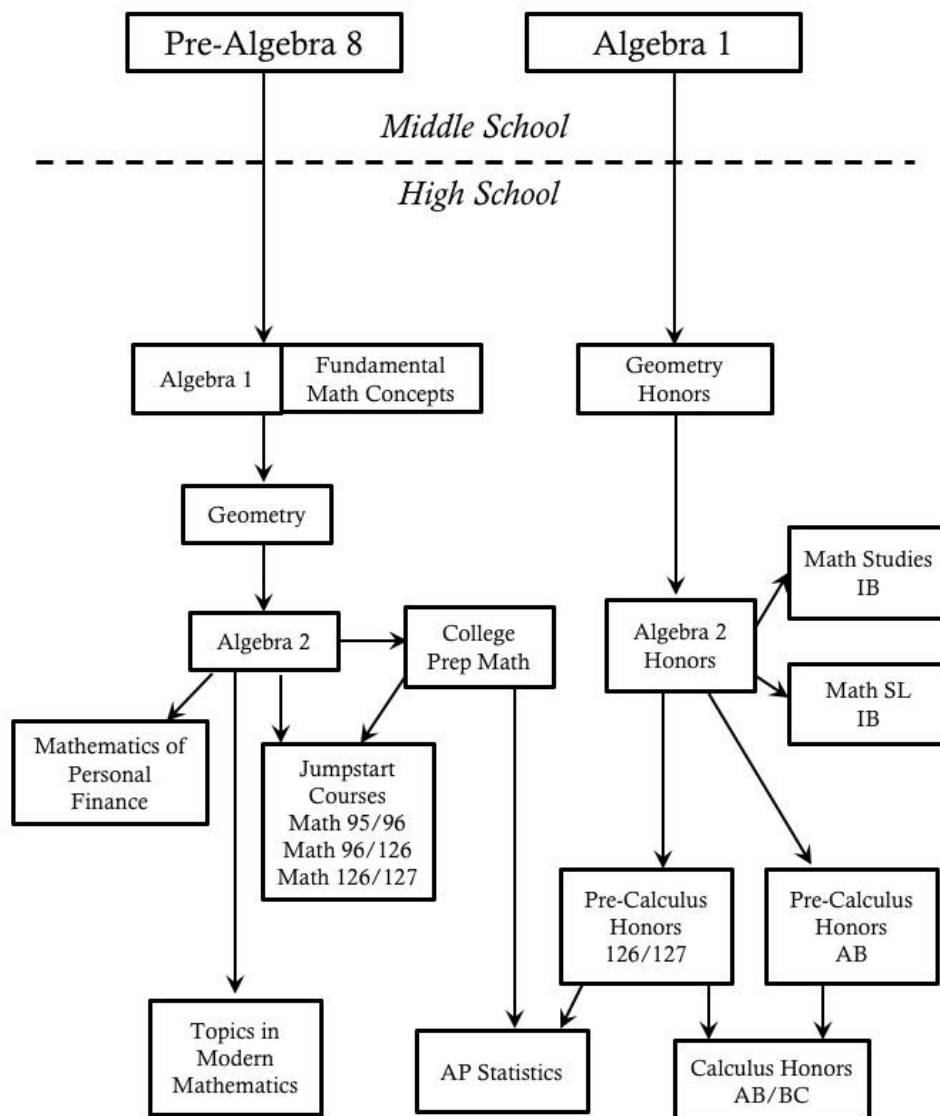 Pre-Algebra 8
Algebra 1
Middle School
High School
Algebra 1
Fundamental
Math Concepts
Geometry
Honors
Geometry
Algebra 2
College
Prep Math
Algebra 2
Honors
Math Studies
IB
Math SL
IB
Mathematics of
Personal
Finance
Jumpstart
Courses
Math 95/96
Math 96/126
Math 126/127
Pre-Calculus
Honors
126/127
Pre-Calculus
Honors
AB
Topics in
Modern
Mathematics
AP Statistics
Calculus Honors
AB/BC